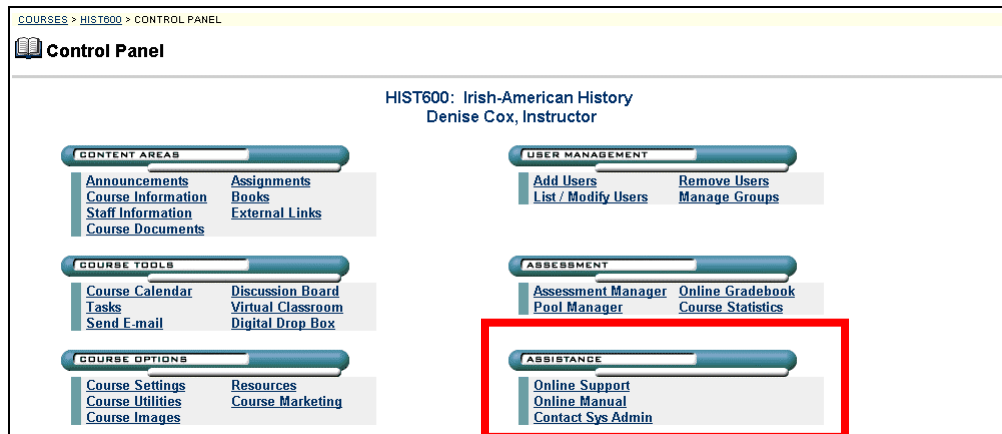 COURSES > HIST600 > CONTROL PANEL
Control Panel
HIST600: Irish-American History
Denise Cox, Instructor
CONTENT AREAS
Announcements Assignments
Course Information Books
Staff Information External Links
Course Documents
USER MANAGEMENT
Add Users Remove Users
List / Modify Users Manage Groups
COURSE TOOLS
Course Calendar Discussion Board
Tasks Virtual Classroom
Send E-mail Digital Drop Box
ASSESSMENT
Assessment Manager Online Gradebook
Pool Manager Course Statistics
COURSE OPTIONS
Course Settings Resources
Course Utilities Course Marketing
Course Images
ASSISTANCE
Online Support
Online Manual
Contact Sys Admin